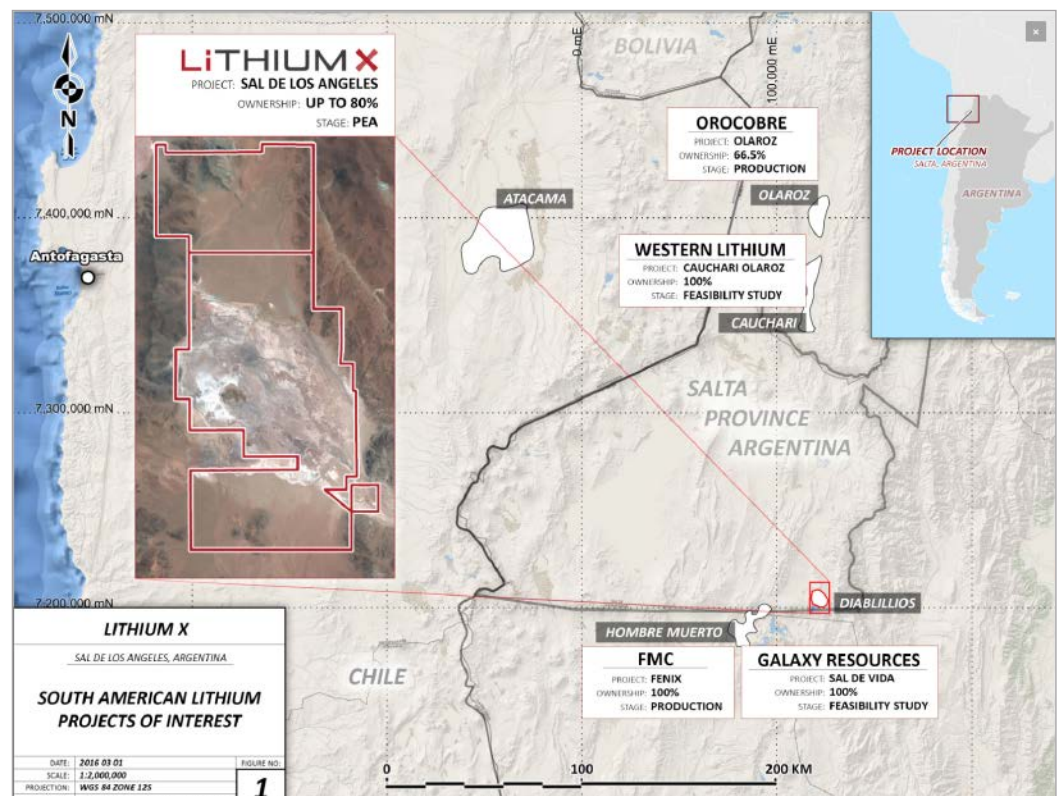 7,500,000 mN
LiTHIUM X
PROJECT: SAL DE LOS ANGELES
OWNERSHIP: UP TO 80%
STAGE: PEA
N
BOLIVIA
0 mE
100,000 mE
×
PROJECT LOCATION
SALTA, ARGENTINA
ARGENTINA
OROCOBRE
PROJECT: OLAROZ
OWNERSHIP: 66.5%
STAGE: PRODUCTION
ATACAMA
OLAROZ
7,400,000 mN
Antofagasta
WESTERN LITHIUM
PROJECT: CAUCHARI OLAROZ
OWNERSHIP: 100%
STAGE: FEASIBILITY STUDY
CAUCHARI
SALTA
PROVINCE
ARGENTINA
7,300,000 mN
7,200,000 mN
DIABLILLIOS
HOMBRE MUERTO
FMC
PROJECT: FENIX
OWNERSHIP: 100%
STAGE: PRODUCTION
GALAXY RESOURCES
PROJECT: SAL DE VIDA
OWNERSHIP: 100%
STAGE: FEASIBILITY STUDY
CHILE
LITHIUM X
SAL DE LOS ANGELES, ARGENTINA
SOUTH AMERICAN LITHIUM
PROJECTS OF INTEREST
DATE: 2016 03 01
SCALE: 1:2,000,000
PROJECTION: WGS 84 ZONE 12S
FIGURE NO:
1
0 100 200 KM